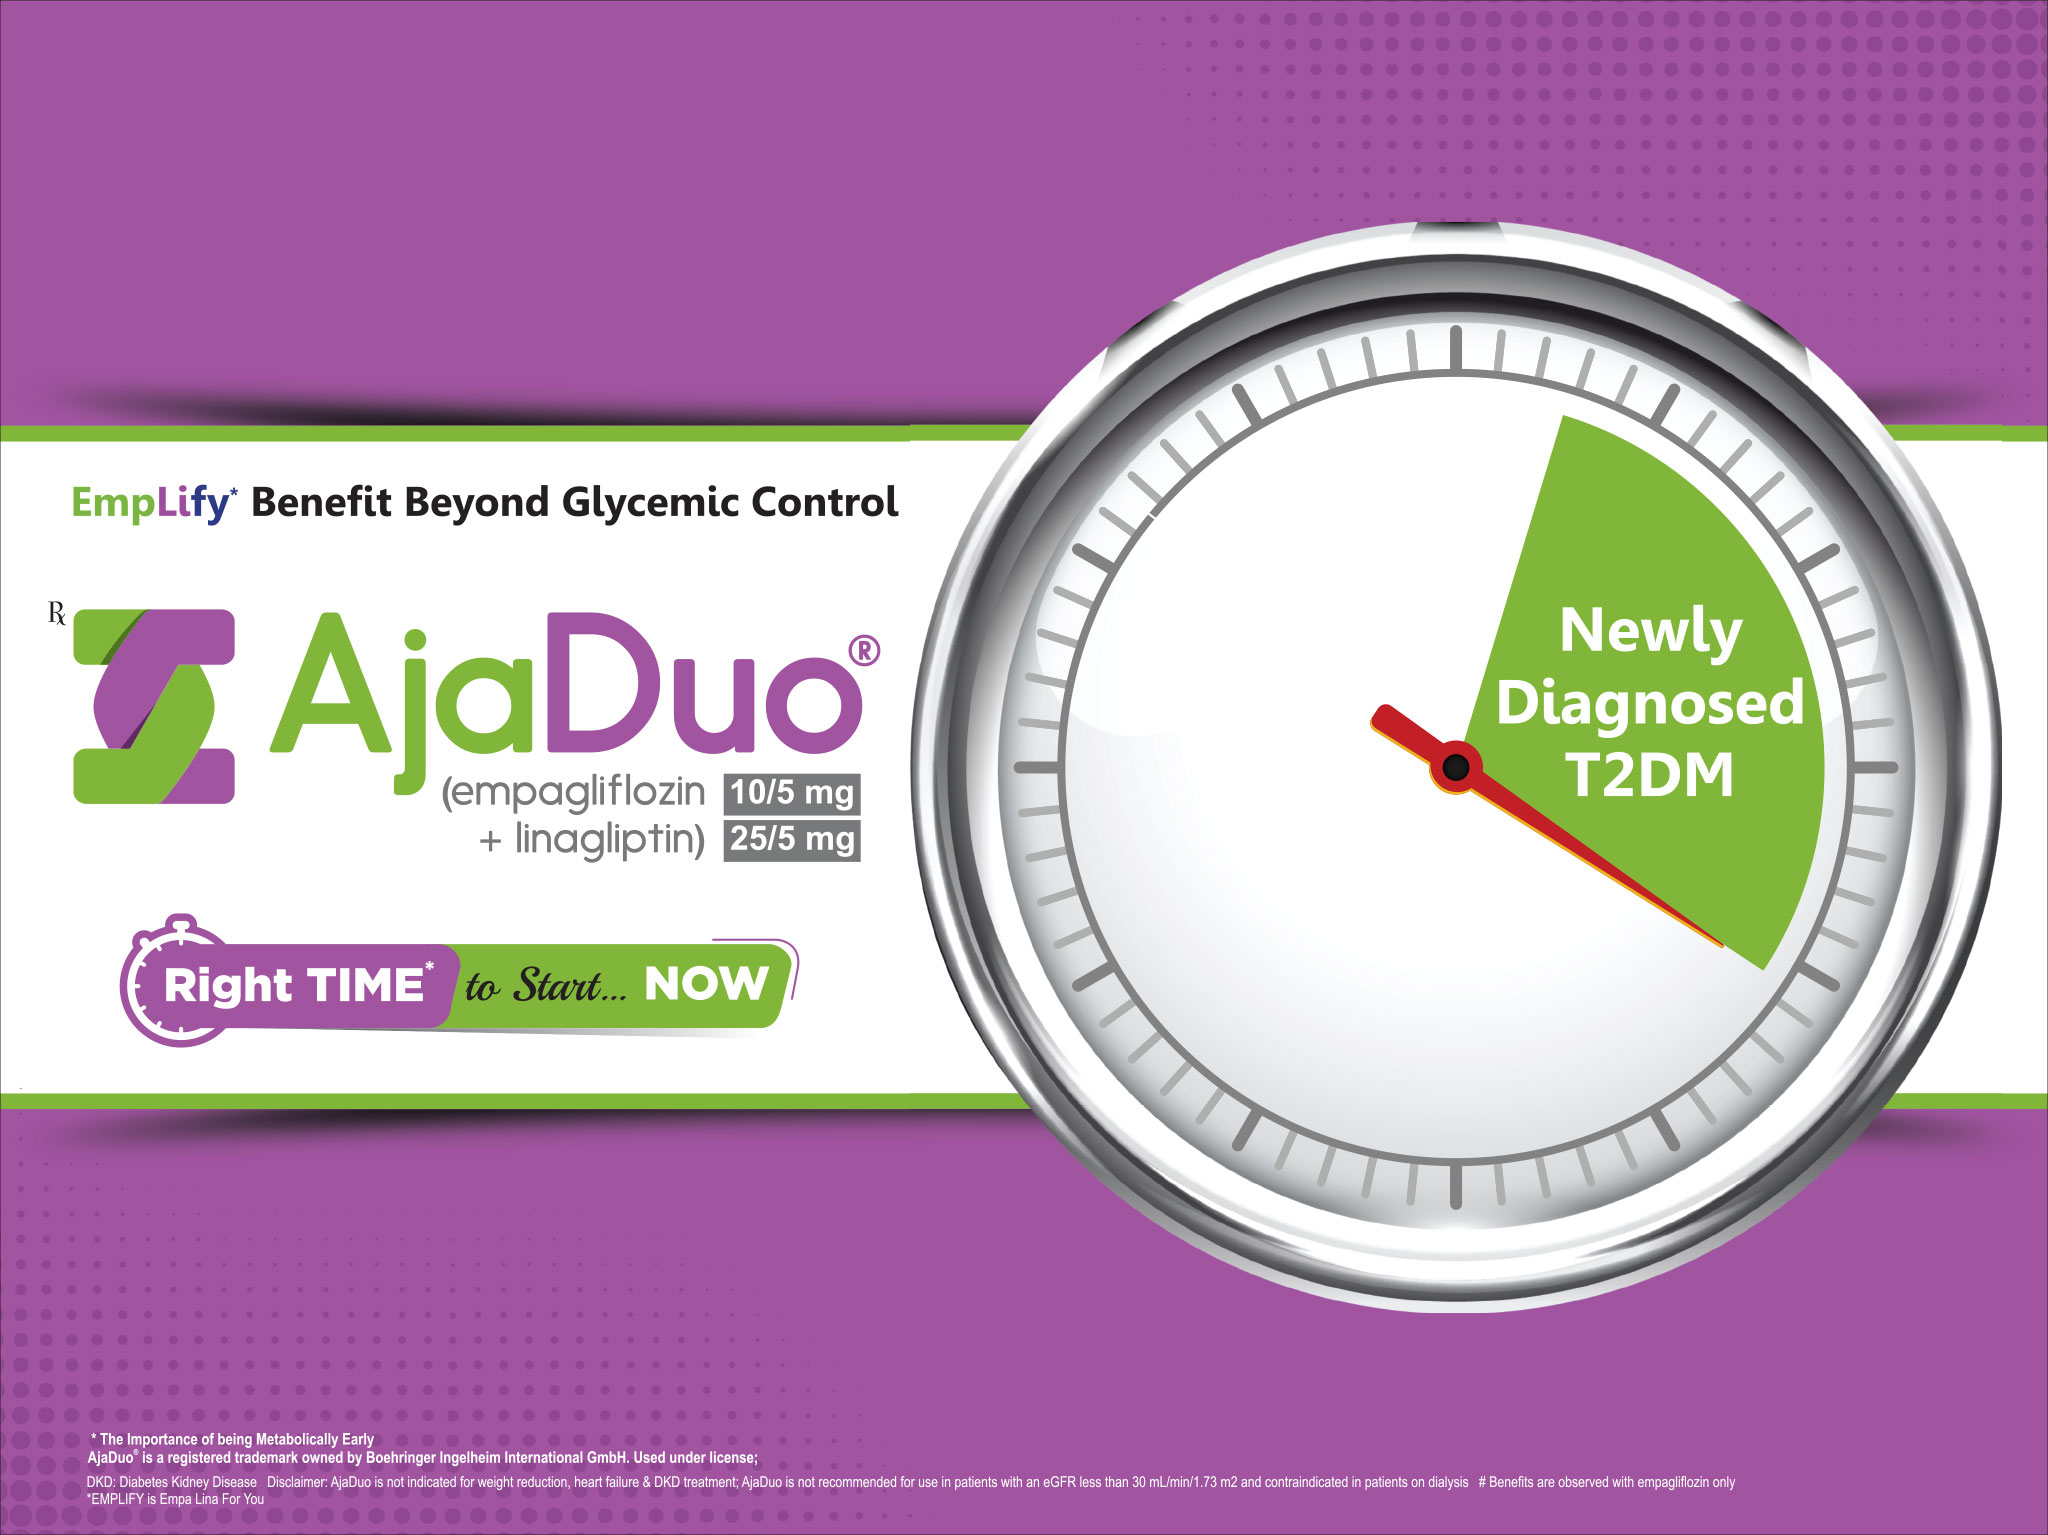 EmpLify* Benefit Beyond Glycemic Control
Rx
AjaDuo®
(empagliflozin 10/5 mg
+ linagliptin) 25/5 mg
Right TIME* to Start... NOW
Newly
Diagnosed
T2DM
* The Importance of being Metabolically Early
AjaDuo® is a registered trademark owned by Boehringer Ingelheim International GmbH. Used under license;
DKD: Diabetes Kidney Disease Disclaimer: AjaDuo is not indicated for weight reduction, heart failure & DKD treatment; AjaDuo is not recommended for use in patients with an eGFR less than 30 mL/min/1.73 m2 and contraindicated in patients on dialysis # Benefits are observed with empagliflozin only
*EMPLIFY is Empa Lina For You